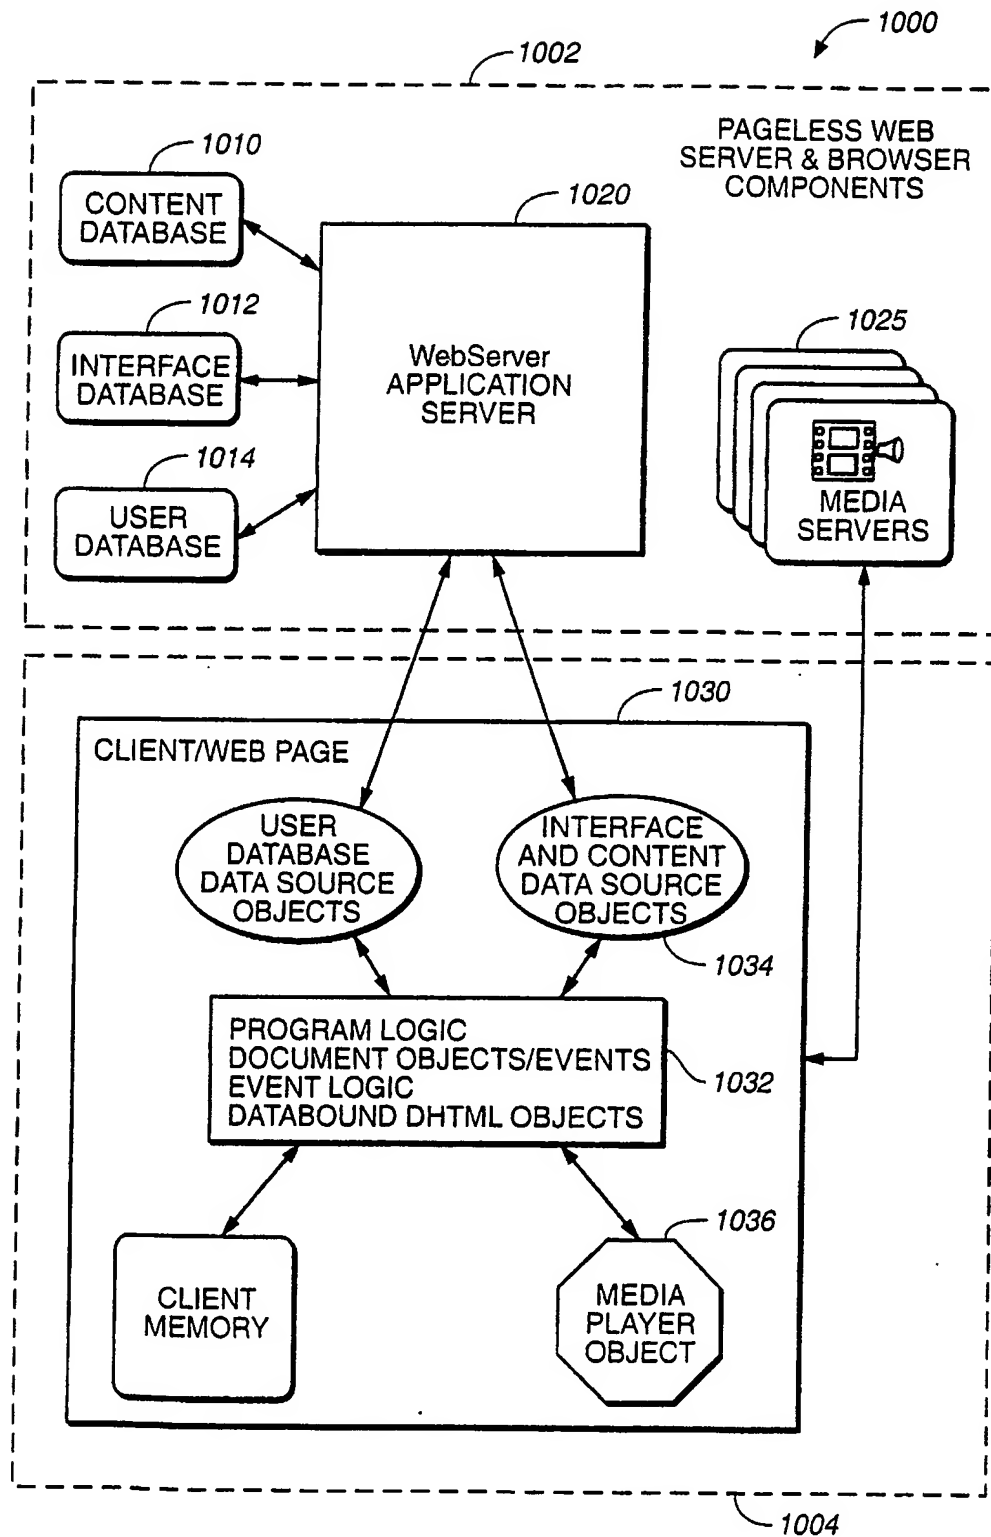 1000
1002
PAGELESS WEB
SERVER & BROWSER
COMPONENTS
1010
CONTENT
DATABASE
1020
WebServer
APPLICATION
SERVER
1012
INTERFACE
DATABASE
1025
MEDIA
SERVERS
1014
USER
DATABASE
1030
CLIENT/WEB PAGE
USER
DATABASE
DATA SOURCE
OBJECTS
INTERFACE
AND CONTENT
DATA SOURCE
OBJECTS
1034
PROGRAM LOGIC
DOCUMENT OBJECTS/EVENTS
EVENT LOGIC
DATABOUND DHTML OBJECTS
1032
CLIENT
MEMORY
1036
MEDIA
PLAYER
OBJECT
1004